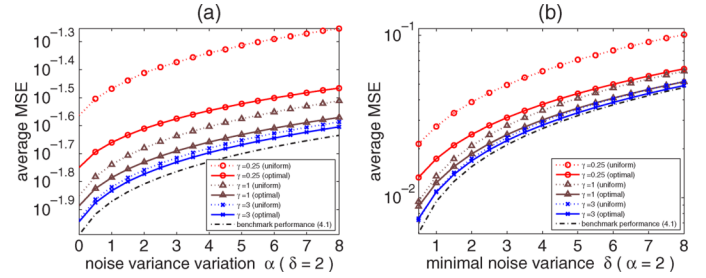 (a)
average MSE
10^-1.3
10^-1.4
10^-1.5
10^-1.6
10^-1.7
10^-1.8
10^-1.9
γ=0.25 (uniform)
γ=0.25 (optimal)
γ=1 (uniform)
γ=1 (optimal)
γ=3 (uniform)
γ=3 (optimal)
benchmark performance (4.1)
0 1 2 3 4 5 6 7 8
noise variance variation α ( δ = 2 )
(b)
average MSE
10^-1
10^-2
γ=0.25 (uniform)
γ=0.25 (optimal)
γ=1 (uniform)
γ=1 (optimal)
γ=3 (uniform)
γ=3 (optimal)
benchmark performance (4.1)
1 2 3 4 5 6 7 8
minimal noise variance δ ( α = 2 )